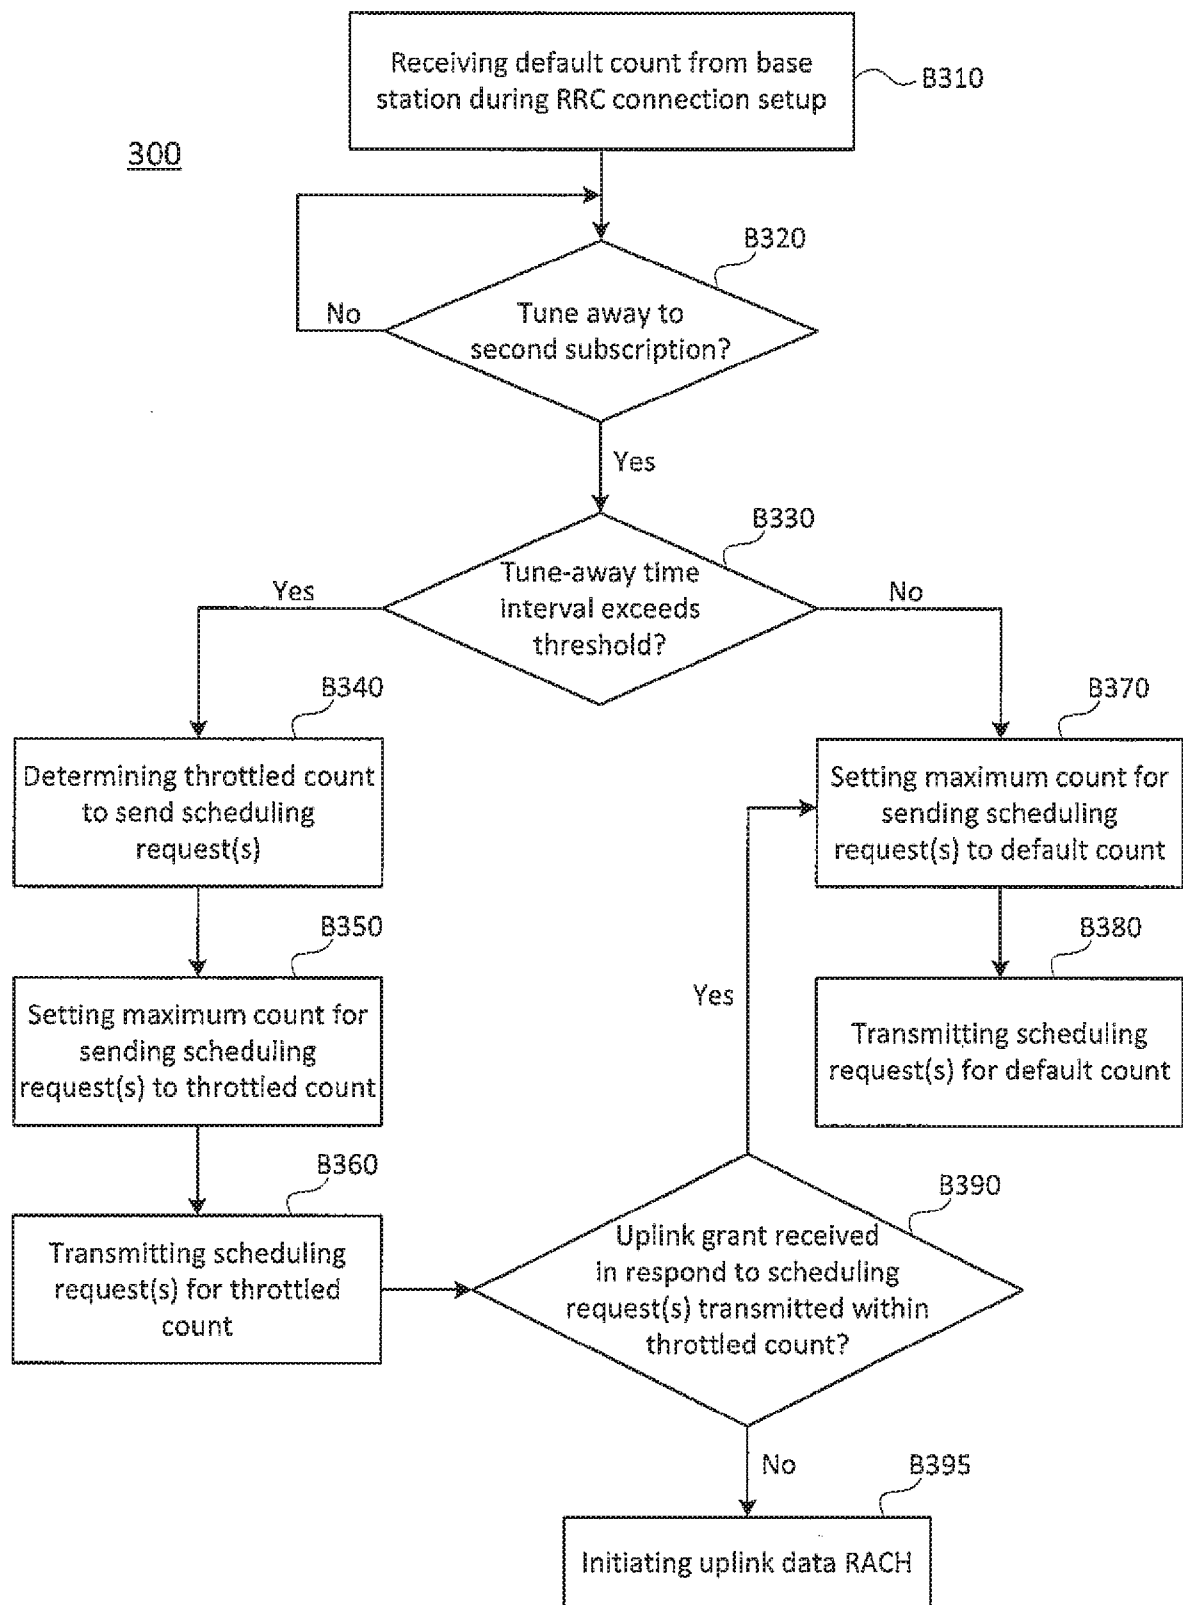 Receiving default count from base
station during RRC connection setup
B310
300
B320
Tune away to
second subscription?
No
Yes
B330
Tune-away time
interval exceeds
threshold?
Yes
No
B340
Determining throttled count
to send scheduling
request(s)
B370
Setting maximum count for
sending scheduling
request(s) to default count
B350
Setting maximum count for
sending scheduling
request(s) to throttled count
B380
Transmitting scheduling
request(s) for default count
Yes
B360
Transmitting scheduling
request(s) for throttled
count
B390
Uplink grant received
in respond to scheduling
request(s) transmitted within
throttled count?
No
B395
Initiating uplink data RACH